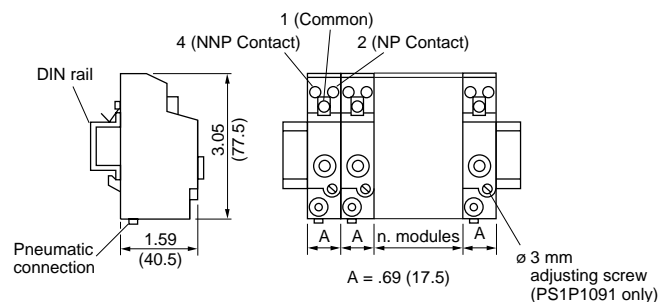 1 (Common)
4 (NNP Contact)
2 (NP Contact)
DIN rail
3.05
(77.5)
Pneumatic
connection
1.59
(40.5)
A
A
n. modules
A
A = .69 (17.5)
ø 3 mm
adjusting screw
(PS1P1091 only)